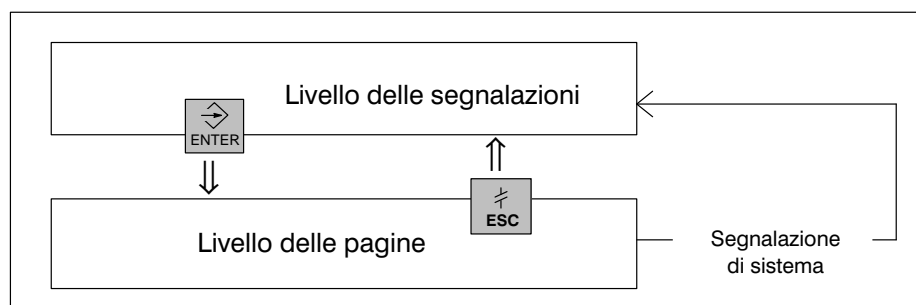 Livello delle segnalazioni
ENTER
ESC
Livello delle pagine
Segnalazione
di sistema